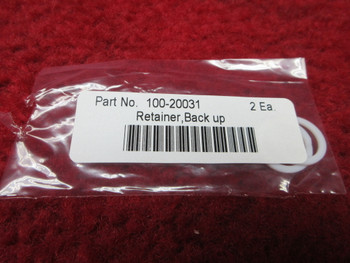 Part No. 100-20031 2 Ea.
Retainer,Back up